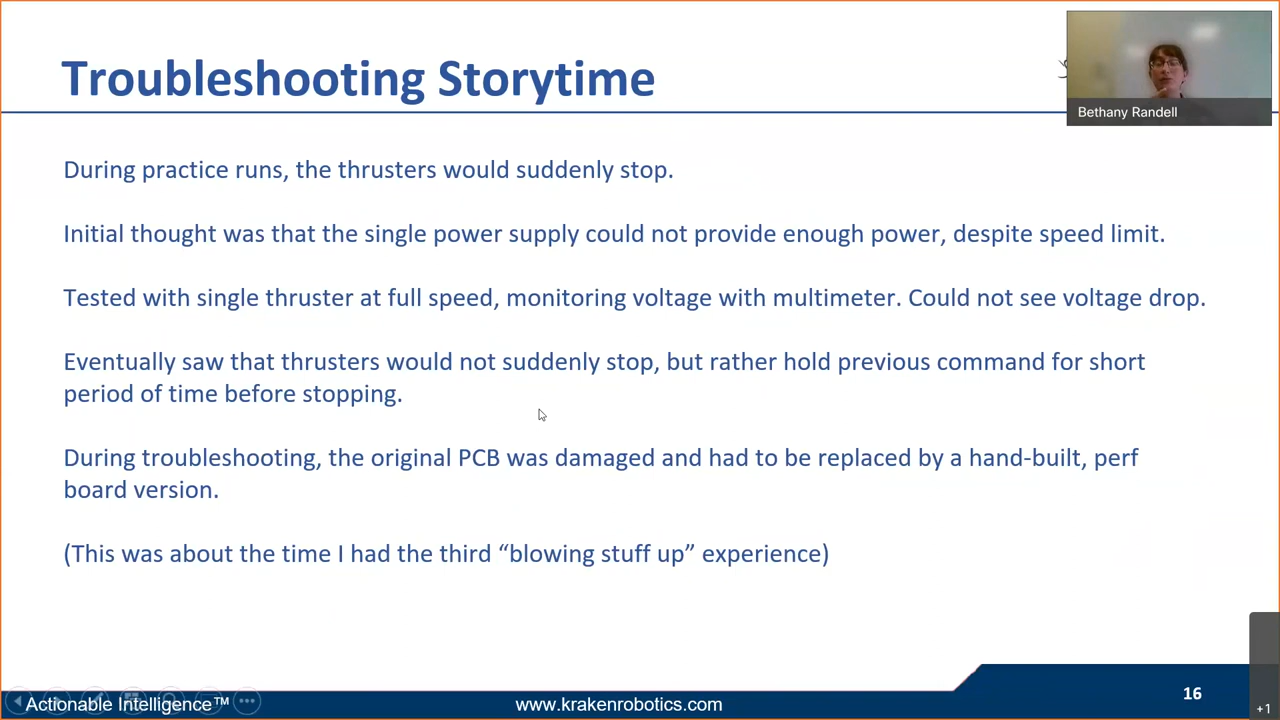 Troubleshooting Storytime
Bethany Randell
During practice runs, the thrusters would suddenly stop.
Initial thought was that the single power supply could not provide enough power, despite speed limit.
Tested with single thruster at full speed, monitoring voltage with multimeter. Could not see voltage drop.
Eventually saw that thrusters would not suddenly stop, but rather hold previous command for short
period of time before stopping.
During troubleshooting, the original PCB was damaged and had to be replaced by a hand-built, perf
board version.
(This was about the time I had the third “blowing stuff up” experience)
Actionable Intelligence™
www.krakenrobotics.com
16
+1